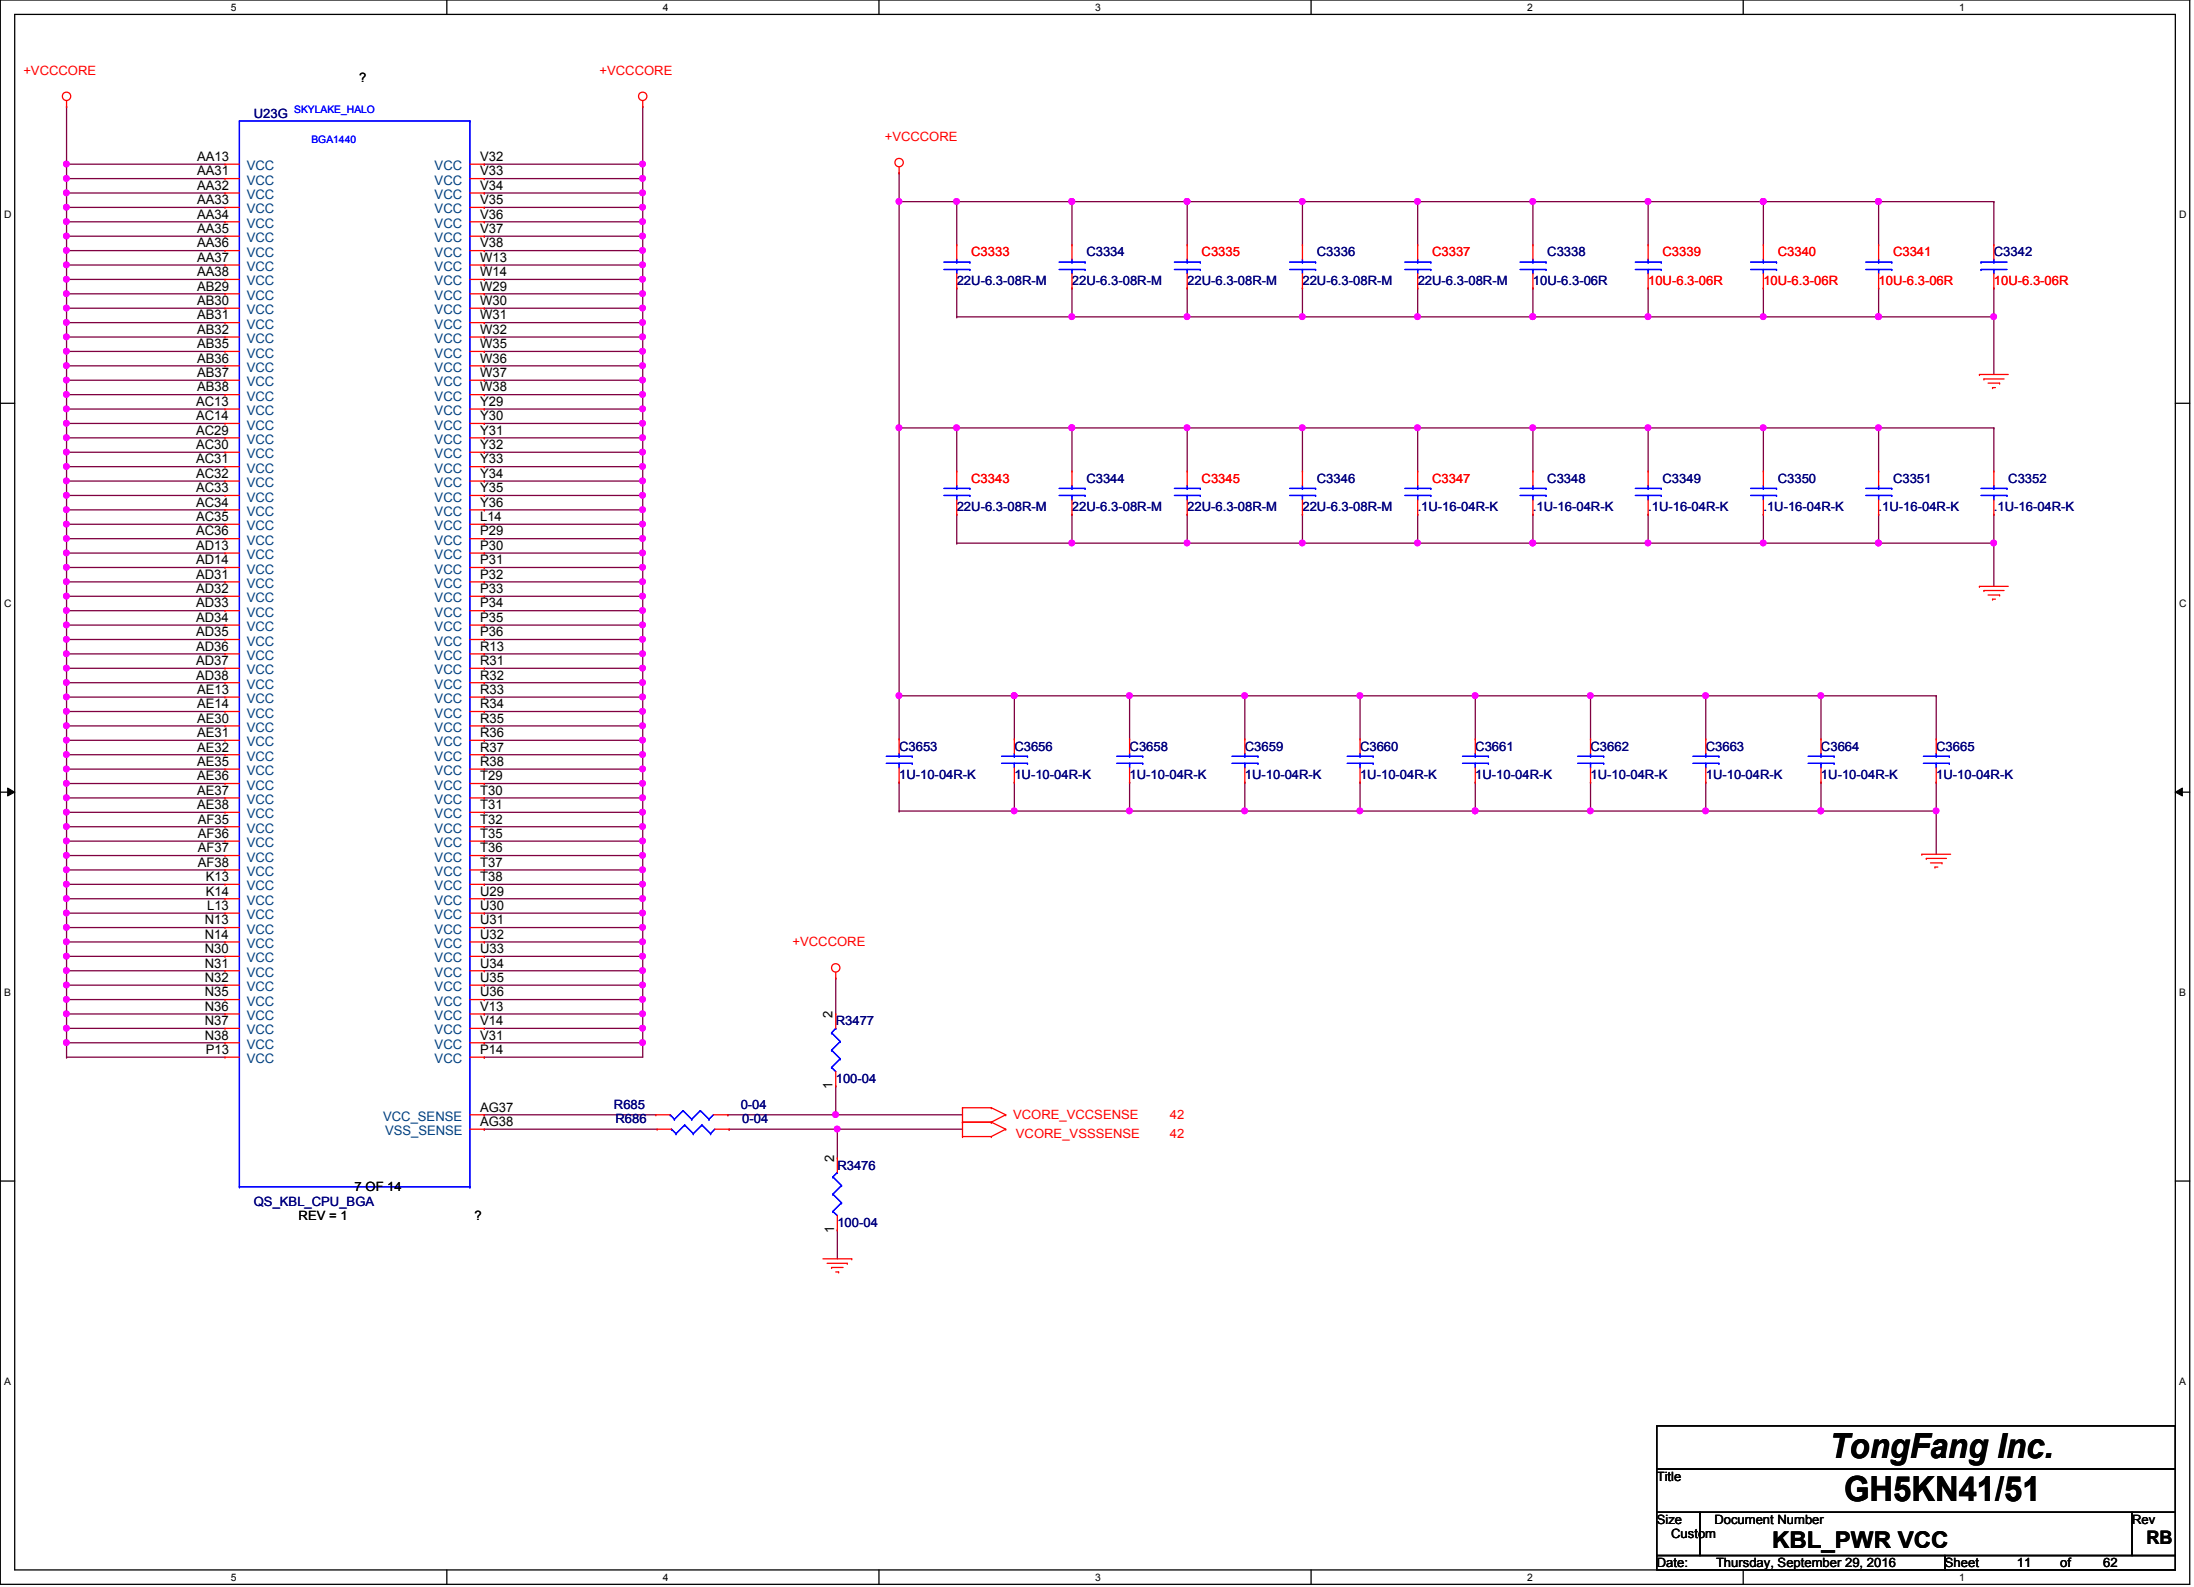 5 4 3 2 1
+VCCCORE ? +VCCCORE
U23G SKYLAKE_HALO
BGA1440
AA13 VCC VCC V32
AA31 VCC VCC V33
AA32 VCC VCC V34
AA33 VCC VCC V35
AA34 VCC VCC V36
AA35 VCC VCC V37
AA36 VCC VCC V38
AA37 VCC VCC W13
AA38 VCC VCC W14
AB29 VCC VCC W29
AB30 VCC VCC W30
AB31 VCC VCC W31
AB32 VCC VCC W32
AB35 VCC VCC W35
AB36 VCC VCC W36
AB37 VCC VCC W37
AB38 VCC VCC W38
AC13 VCC VCC Y29
AC14 VCC VCC Y30
AC29 VCC VCC Y31
AC30 VCC VCC Y32
AC31 VCC VCC Y33
AC32 VCC VCC Y34
AC33 VCC VCC Y35
AC34 VCC VCC Y36
AC35 VCC VCC L14
AC36 VCC VCC P29
AD13 VCC VCC P30
AD14 VCC VCC P31
AD31 VCC VCC P32
AD32 VCC VCC P33
AD33 VCC VCC P34
AD34 VCC VCC P35
AD35 VCC VCC P36
AD36 VCC VCC R13
AD37 VCC VCC R31
AD38 VCC VCC R32
AE13 VCC VCC R33
AE14 VCC VCC R34
AE30 VCC VCC R35
AE31 VCC VCC R36
AE32 VCC VCC R37
AE35 VCC VCC R38
AE36 VCC VCC T29
AE37 VCC VCC T30
AE38 VCC VCC T31
AF35 VCC VCC T32
AF36 VCC VCC T35
AF37 VCC VCC T36
AF38 VCC VCC T37
K13 VCC VCC T38
K14 VCC VCC U29
L13 VCC VCC U30
N13 VCC VCC U31
N14 VCC VCC U32
N30 VCC VCC U33
N31 VCC VCC U34
N32 VCC VCC U35
N35 VCC VCC U36
N36 VCC VCC V13
N37 VCC VCC V14
N38 VCC VCC V31
P13 VCC VCC P14
VCC_SENSE AG37
VSS_SENSE AG38
7 OF 14
QS_KBL_CPU_BGA
REV = 1 ?
+VCCCORE
C3333 C3334 C3335 C3336 C3337 C3338 C3339 C3340 C3341 C3342
22U-6.3-08R-M 22U-6.3-08R-M 22U-6.3-08R-M 22U-6.3-08R-M 22U-6.3-08R-M 10U-6.3-06R 10U-6.3-06R 10U-6.3-06R 10U-6.3-06R 10U-6.3-06R
C3343 C3344 C3345 C3346 C3347 C3348 C3349 C3350 C3351 C3352
22U-6.3-08R-M 22U-6.3-08R-M 22U-6.3-08R-M 22U-6.3-08R-M .1U-16-04R-K .1U-16-04R-K .1U-16-04R-K .1U-16-04R-K .1U-16-04R-K .1U-16-04R-K
C3653 C3656 C3658 C3659 C3660 C3661 C3662 C3663 C3664 C3665
1U-10-04R-K 1U-10-04R-K 1U-10-04R-K 1U-10-04R-K 1U-10-04R-K 1U-10-04R-K 1U-10-04R-K 1U-10-04R-K 1U-10-04R-K 1U-10-04R-K
+VCCCORE
2 R3477
1 100-04
R685 0-04 VCORE_VCCSENSE 42
R686 0-04 VCORE_VSSSENSE 42
2 R3476
1 100-04
D D
C C
B B
A A
TongFang Inc.
Title
GH5KN41/51
Size Document Number Rev
Custom KBL_PWR VCC RB
Date: Thursday, September 29, 2016 Sheet 11 of 62
5 4 3 2 1